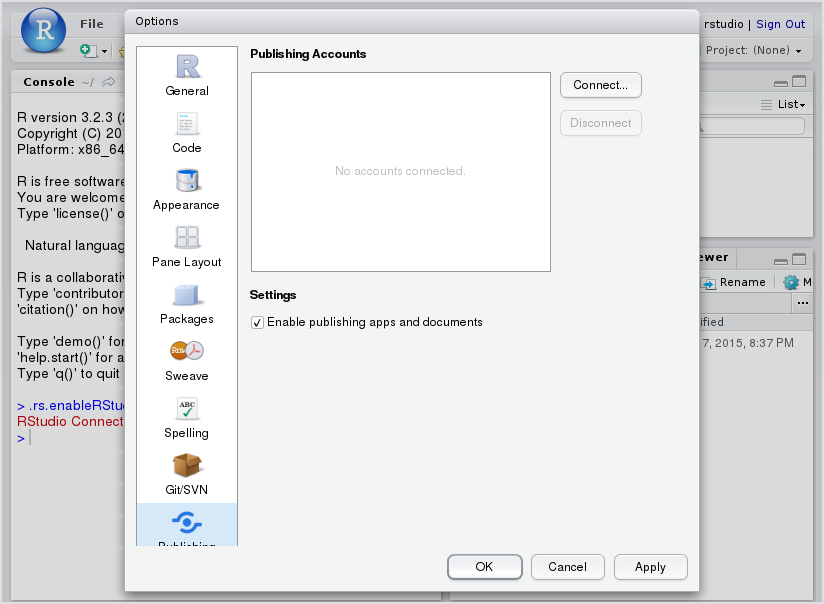 File
rstudio | Sign Out
Project: (None)
Console ~/
R version 3.2.3 (2
Copyright (C) 20
Platform: x86_64
R is free software
You are welcome
Type 'license()' o
Natural languag
R is a collaborativ
Type 'contributor
'citation()' on how
Type 'demo()' for
'help.start()' for a
Type 'q()' to quit
> .rs.enableRStu
RStudio Connect
>
Options
General
Code
Appearance
Pane Layout
Packages
Rnw
Sweave
ABC
Spelling
Git/SVN
Publishing
Publishing Accounts
No accounts connected.
Connect...
Disconnect
Settings
Enable publishing apps and documents
OK
Cancel
Apply
List
ewer
Rename
M
...
ified
7, 2015, 8:37 PM
R